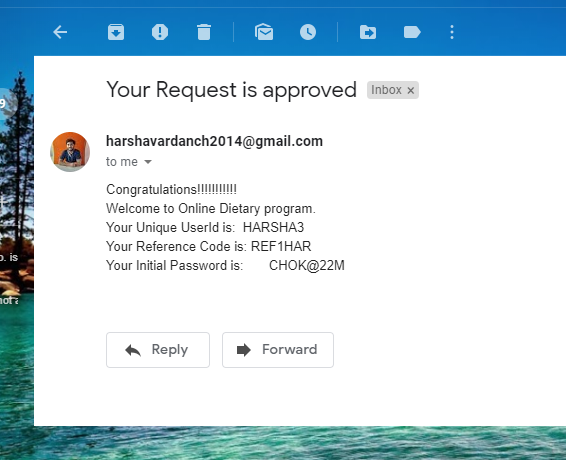 Your Request is approved Inbox ×
harshavardanch2014@gmail.com
to me
Congratulations!!!!!!!!!!!
Welcome to Online Dietary program.
Your Unique UserId is: HARSHA3
Your Reference Code is: REF1HAR
Your Initial Password is: CHOK@22M
Reply Forward
9
o. is